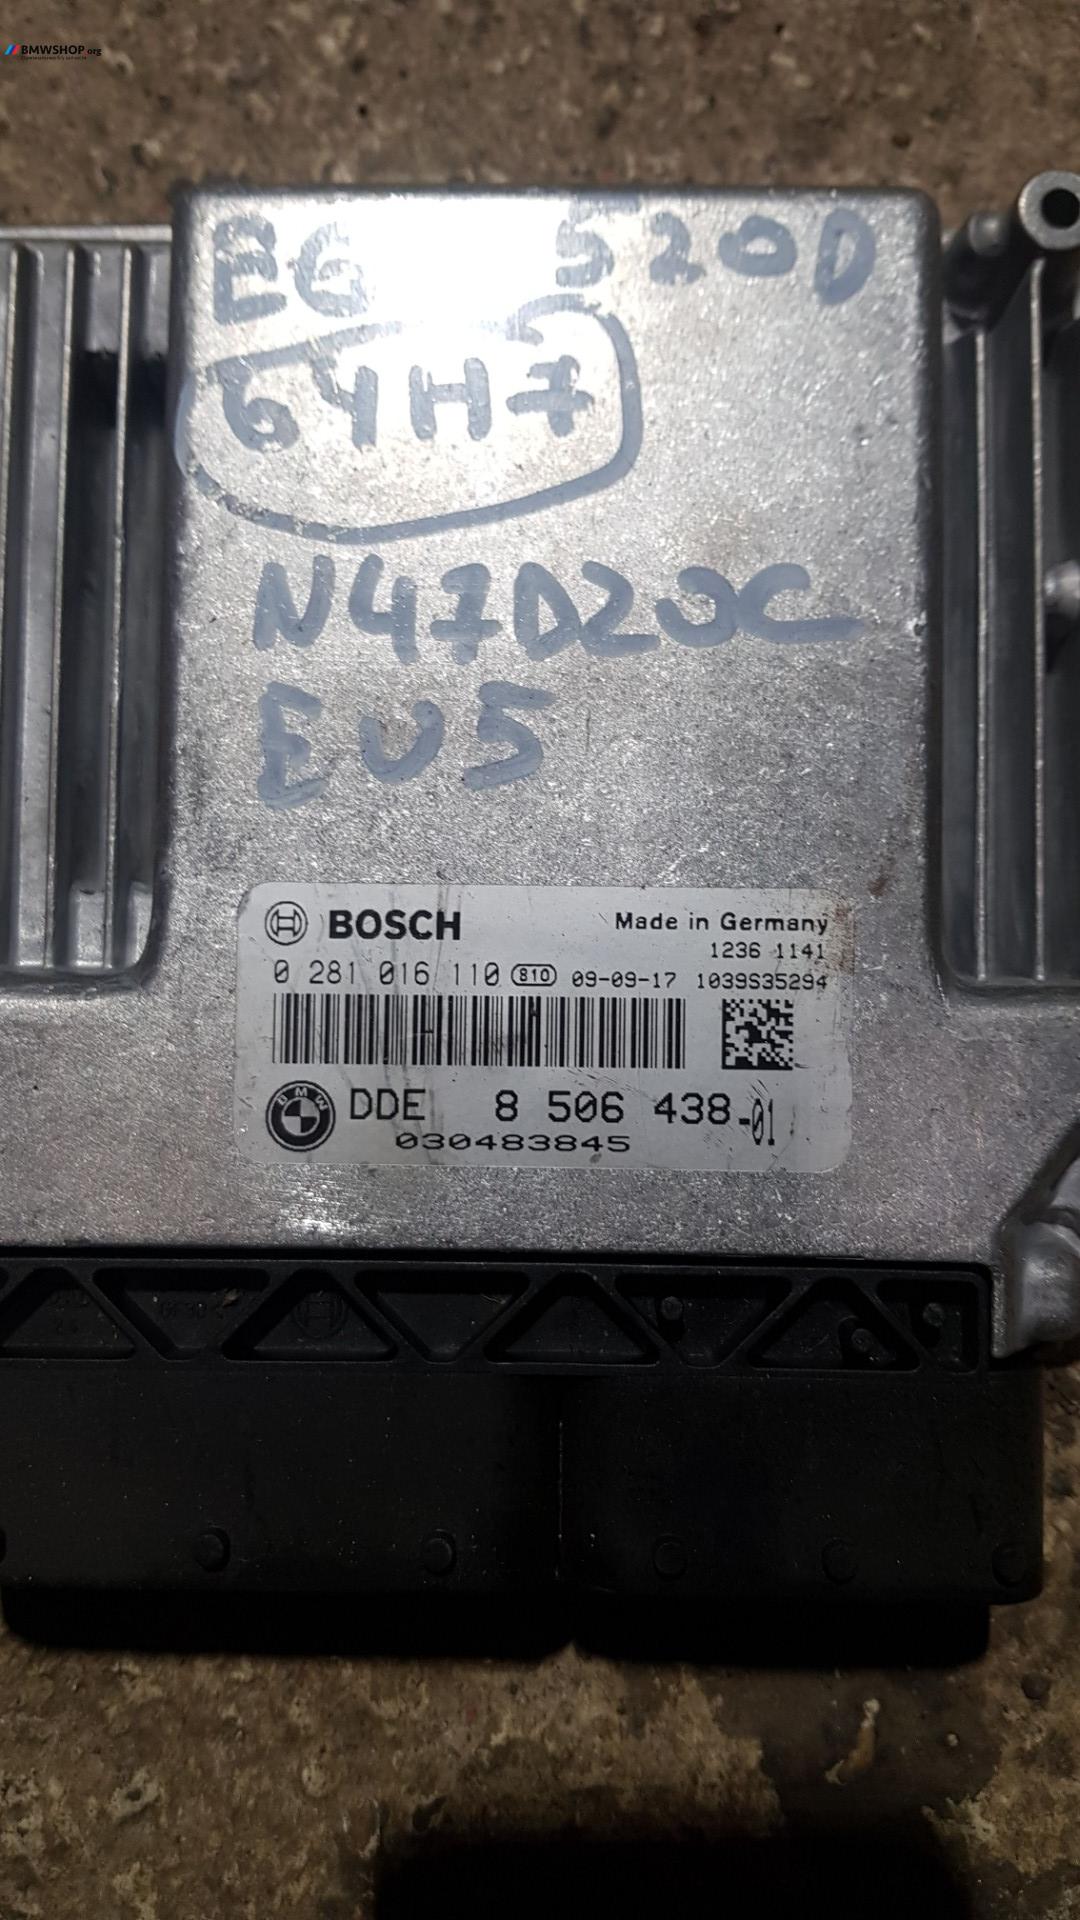 BMWSHOP.org
E6 520D
64H7
N47D20C
EU5
BOSCH Made in Germany
1236 1141
0 281 016 110 810 09-09-17 1039S35294
BMW DDE 8 506 438-01
030483845